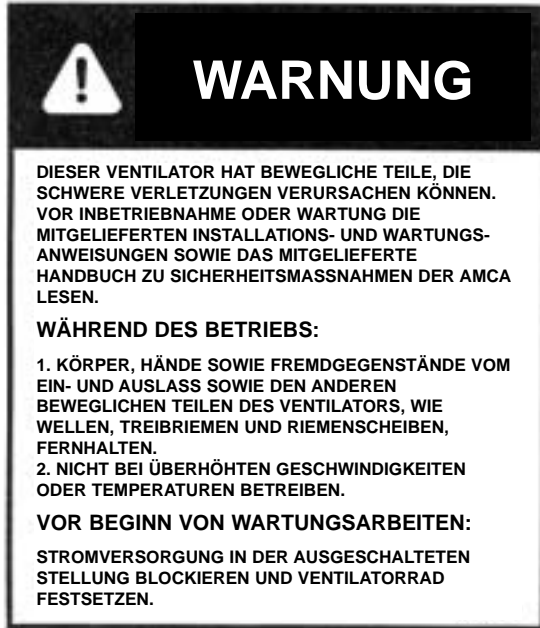 WARNUNG
DIESER VENTILATOR HAT BEWEGLICHE TEILE, DIE
SCHWERE VERLETZUNGEN VERURSACHEN KÖNNEN.
VOR INBETRIEBNAHME ODER WARTUNG DIE
MITGELIEFERTEN INSTALLATIONS- UND WARTUNGS-
ANWEISUNGEN SOWIE DAS MITGELIEFERTE
HANDBUCH ZU SICHERHEITSMASSNAHMEN DER AMCA
LESEN.
WÄHREND DES BETRIEBS:
1. KÖRPER, HÄNDE SOWIE FREMDGEGENSTÄNDE VOM
EIN- UND AUSLASS SOWIE DEN ANDEREN
BEWEGLICHEN TEILEN DES VENTILATORS, WIE
WELLEN, TREIBRIEMEN UND RIEMENSCHEIBEN,
FERNHALTEN.
2. NICHT BEI ÜBERHÖHTEN GESCHWINDIGKEITEN
ODER TEMPERATUREN BETREIBEN.
VOR BEGINN VON WARTUNGSARBEITEN:
STROMVERSORGUNG IN DER AUSGESCHALTETEN
STELLUNG BLOCKIEREN UND VENTILATORRAD
FESTSETZEN.